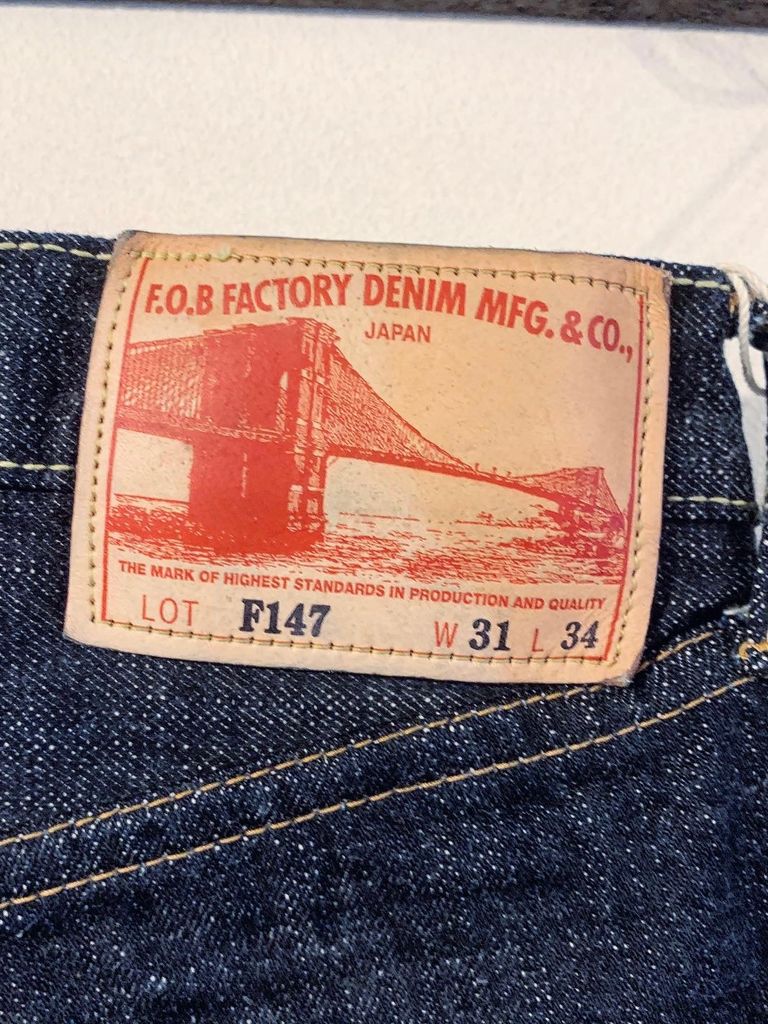 F.O.B FACTORY DENIM MFG. & CO.,
JAPAN
THE MARK OF HIGHEST STANDARDS IN PRODUCTION AND QUALITY
LOT F147 W 31 L 34